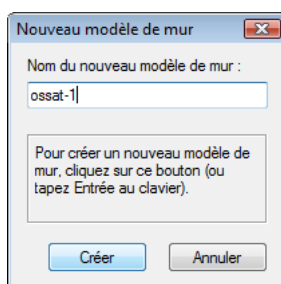 Nouveau modèle de mur
Nom du nouveau modèle de mur :
ossat-1
Pour créer un nouveau modèle de
mur, cliquez sur ce bouton (ou
tapez Entrée au clavier).
Créer
Annuler